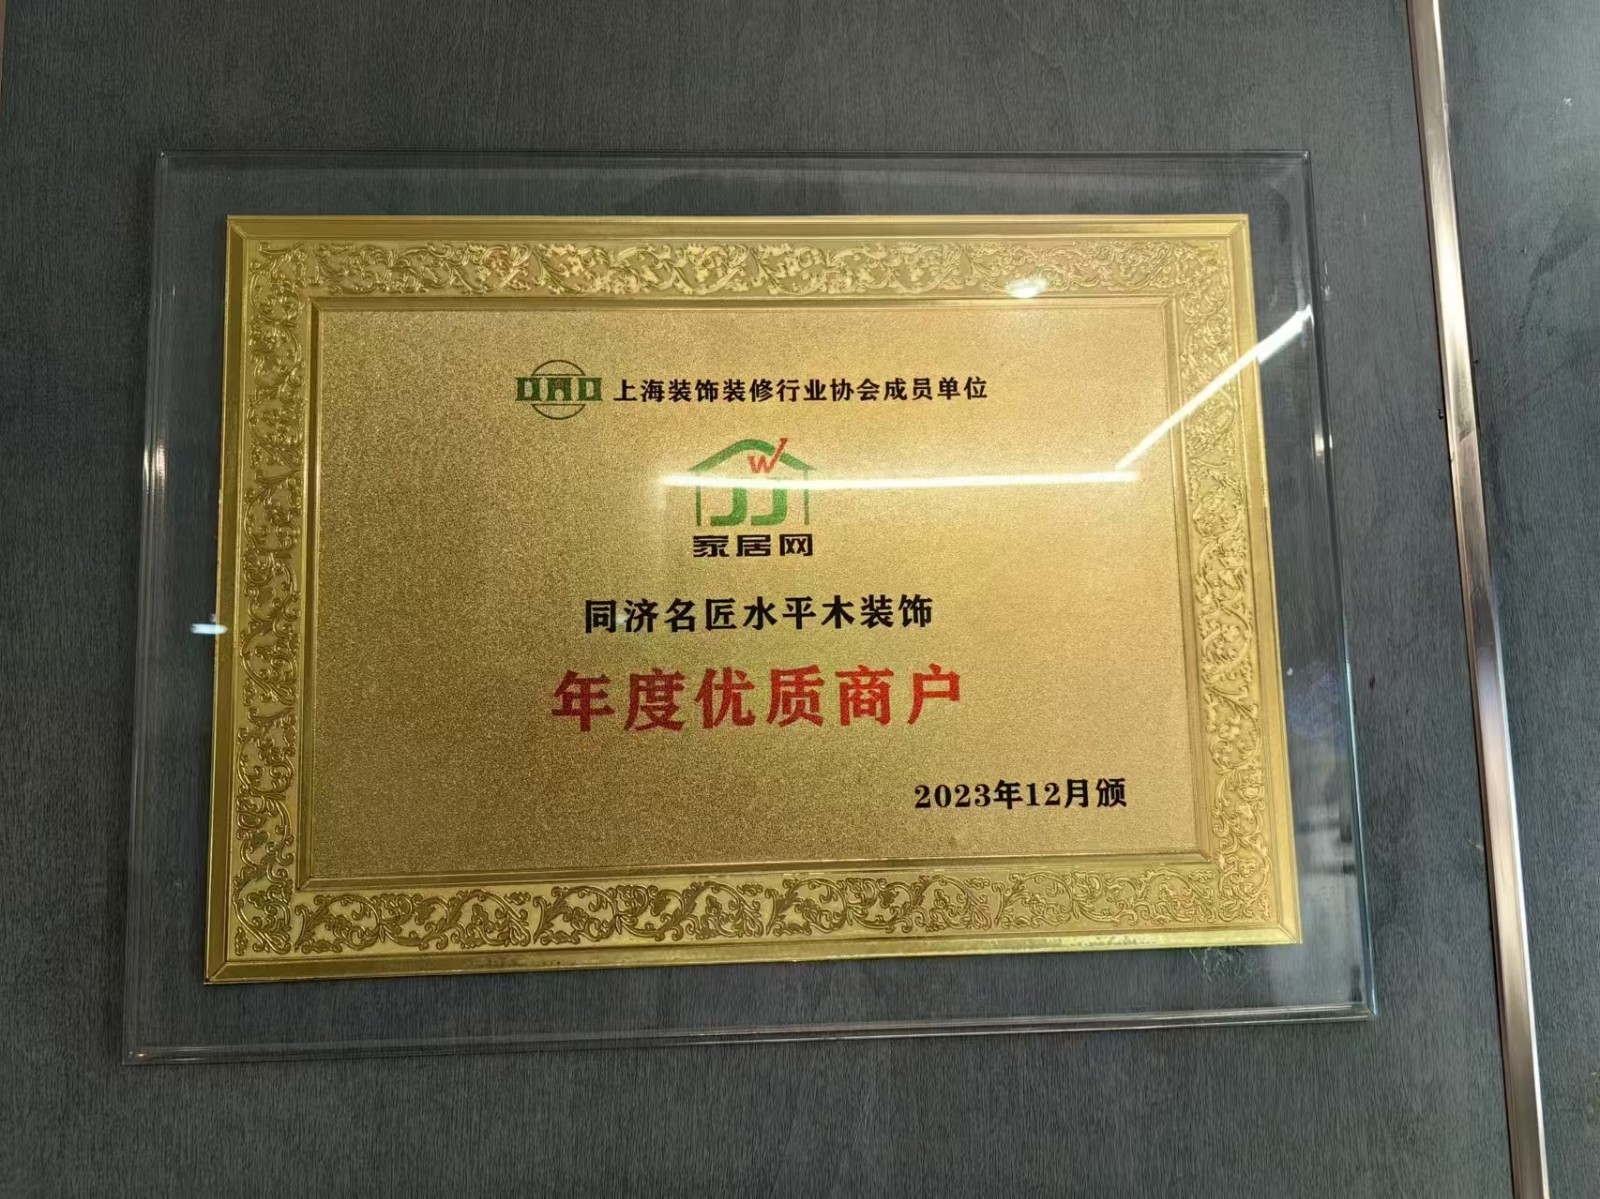 DAD 上海装饰装修行业协会成员单位
W
JJ
家居网
同济名匠水平木装饰
年度优质商户
2023年12月颁